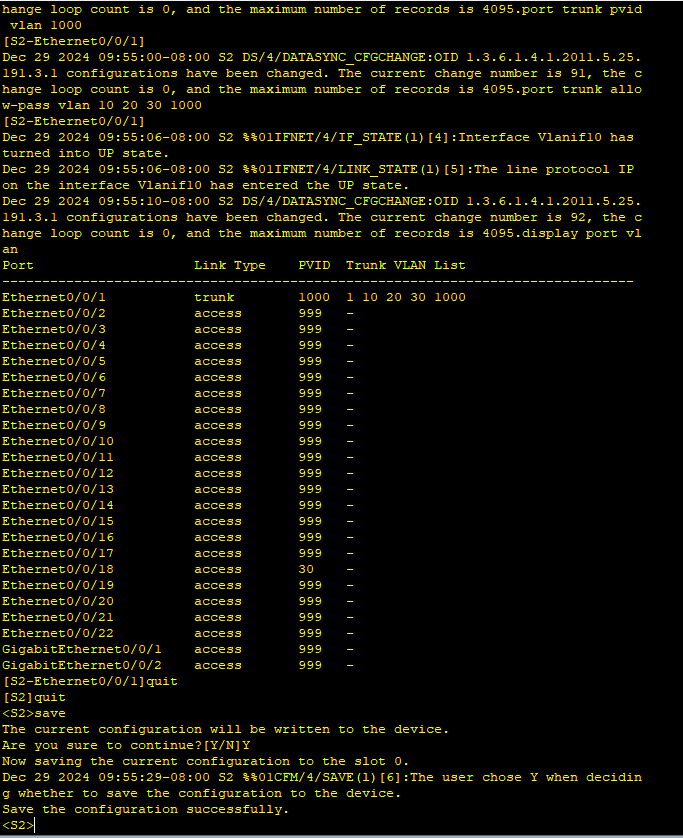 hange loop count is 0, and the maximum number of records is 4095.port trunk pvid
 vlan 1000
[S2-Ethernet0/0/1]
Dec 29 2024 09:55:00-08:00 S2 DS/4/DATASYNC_CFGCHANGE:OID 1.3.6.1.4.1.2011.5.25.
191.3.1 configurations have been changed. The current change number is 91, the c
hange loop count is 0, and the maximum number of records is 4095.port trunk allo
w-pass vlan 10 20 30 1000
[S2-Ethernet0/0/1]
Dec 29 2024 09:55:06-08:00 S2 %%01IFNET/4/IF_STATE(l)[4]:Interface Vlanif10 has
turned into UP state.
Dec 29 2024 09:55:06-08:00 S2 %%01IFNET/4/LINK_STATE(l)[5]:The line protocol IP
on the interface Vlanif10 has entered the UP state.
Dec 29 2024 09:55:10-08:00 S2 DS/4/DATASYNC_CFGCHANGE:OID 1.3.6.1.4.1.2011.5.25.
191.3.1 configurations have been changed. The current change number is 92, the c
hange loop count is 0, and the maximum number of records is 4095.display port vl
an
Port                    Link Type    PVID  Trunk VLAN List
-------------------------------------------------------------------------------
Ethernet0/0/1           trunk        1000  1 10 20 30 1000
Ethernet0/0/2           access       999   -
Ethernet0/0/3           access       999   -
Ethernet0/0/4           access       999   -
Ethernet0/0/5           access       999   -
Ethernet0/0/6           access       999   -
Ethernet0/0/7           access       999   -
Ethernet0/0/8           access       999   -
Ethernet0/0/9           access       999   -
Ethernet0/0/10          access       999   -
Ethernet0/0/11          access       999   -
Ethernet0/0/12          access       999   -
Ethernet0/0/13          access       999   -
Ethernet0/0/14          access       999   -
Ethernet0/0/15          access       999   -
Ethernet0/0/16          access       999   -
Ethernet0/0/17          access       999   -
Ethernet0/0/18          access       30    -
Ethernet0/0/19          access       999   -
Ethernet0/0/20          access       999   -
Ethernet0/0/21          access       999   -
Ethernet0/0/22          access       999   -
GigabitEthernet0/0/1    access       999   -
GigabitEthernet0/0/2    access       999   -
[S2-Ethernet0/0/1]quit
[S2]quit
<S2>save
The current configuration will be written to the device.
Are you sure to continue?[Y/N]Y
Now saving the current configuration to the slot 0.
Dec 29 2024 09:55:29-08:00 S2 %%01CFM/4/SAVE(l)[6]:The user chose Y when decidin
g whether to save the configuration to the device.
Save the configuration successfully.
<S2>